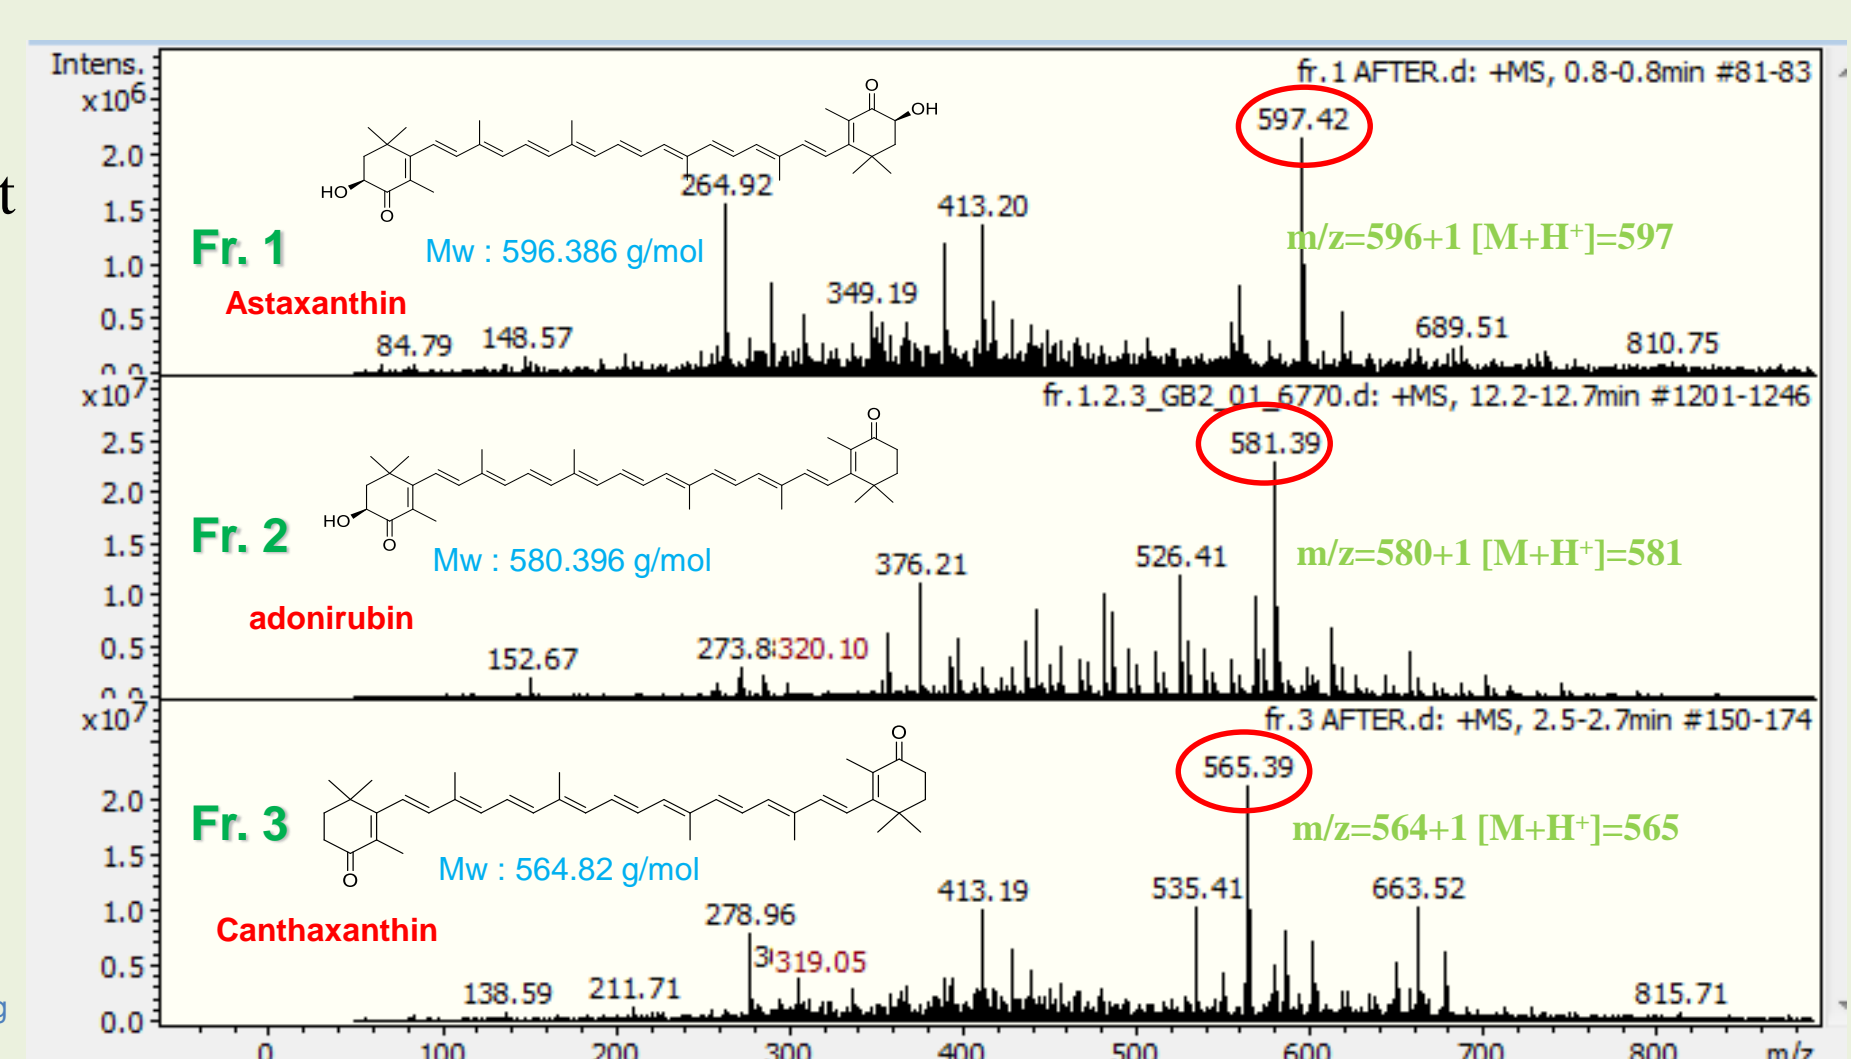 Intens.
x10⁶
fr.1 AFTER.d: +MS, 0.8-0.8min #81-83
O
OH
597.42
2.0
t
HO
O
264.92
413.20
1.5
Fr. 1
Mw : 596.386 g/mol
m/z=596+1 [M+H⁺]=597
1.0
Astaxanthin
349.19
0.5
84.79
148.57
689.51
810.75
x10⁷
fr.1.2.3_GB2_01_6770.d: +MS, 12.2-12.7min #1201-1246
O
2.5
581.39
2.0
HO
O
Fr. 2
Mw : 580.396 g/mol
1.5
376.21
526.41
m/z=580+1 [M+H⁺]=581
1.0
adonirubin
0.5
152.67
273.8
320.10
x10⁷
fr.3 AFTER.d: +MS, 2.5-2.7min #150-174
O
565.39
2.0
Fr. 3
m/z=564+1 [M+H⁺]=565
1.5
O
Mw : 564.82 g/mol
413.19
535.41
663.52
1.0
278.96
Canthaxanthin
319.05
0.5
138.59
211.71
815.71
g
0.0
0 100 200 300 400 500 600 700 800 m/z